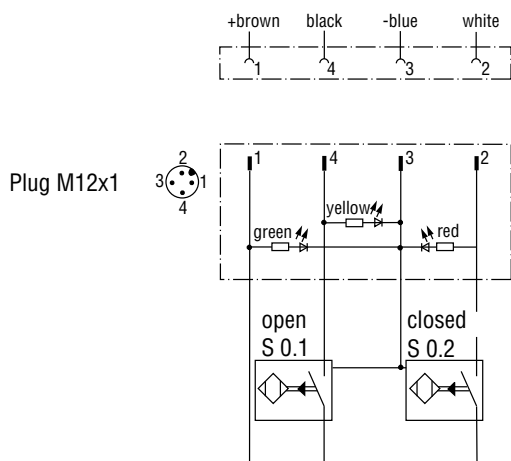 +brown black -blue white
1 4 3 2
Plug M12x1
2
3 1
4
1 4 3 2
yellow
green red
open closed
S 0.1 S 0.2